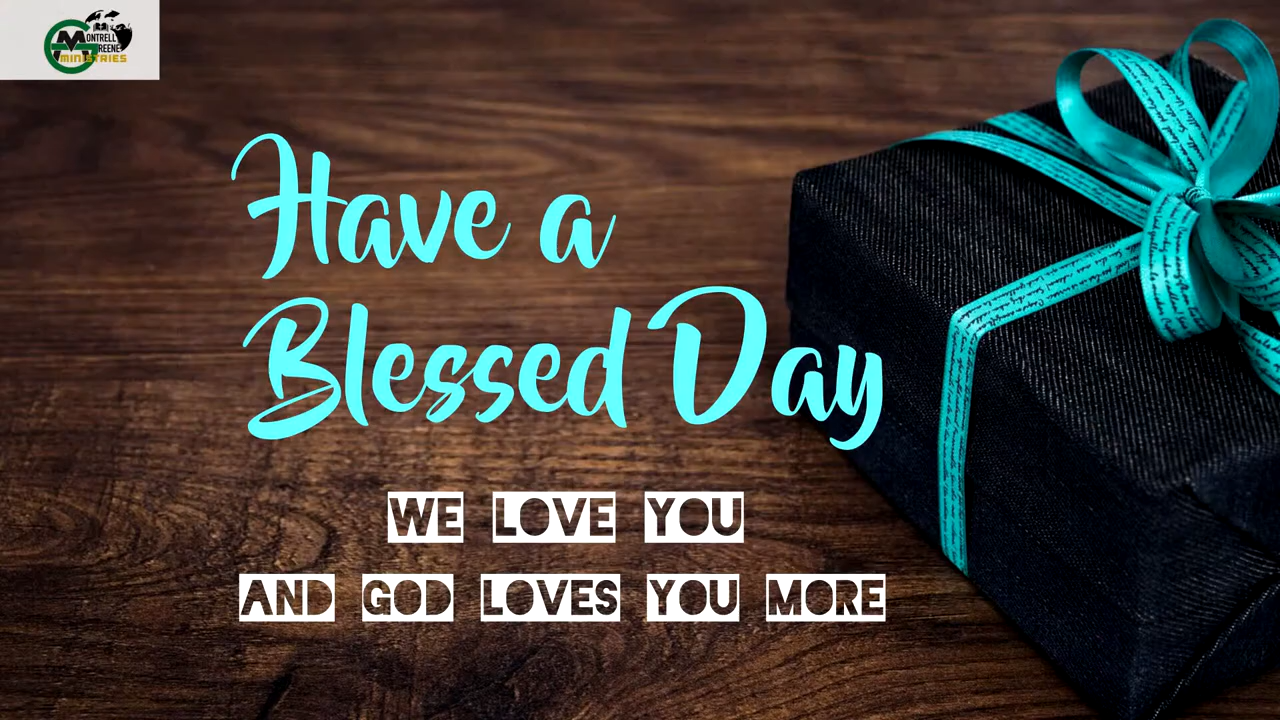 MONTRELL
GREENE
MINISTRIES
Have a
Blessed Day
WE LOVE YOU
AND GOD LOVES YOU MORE